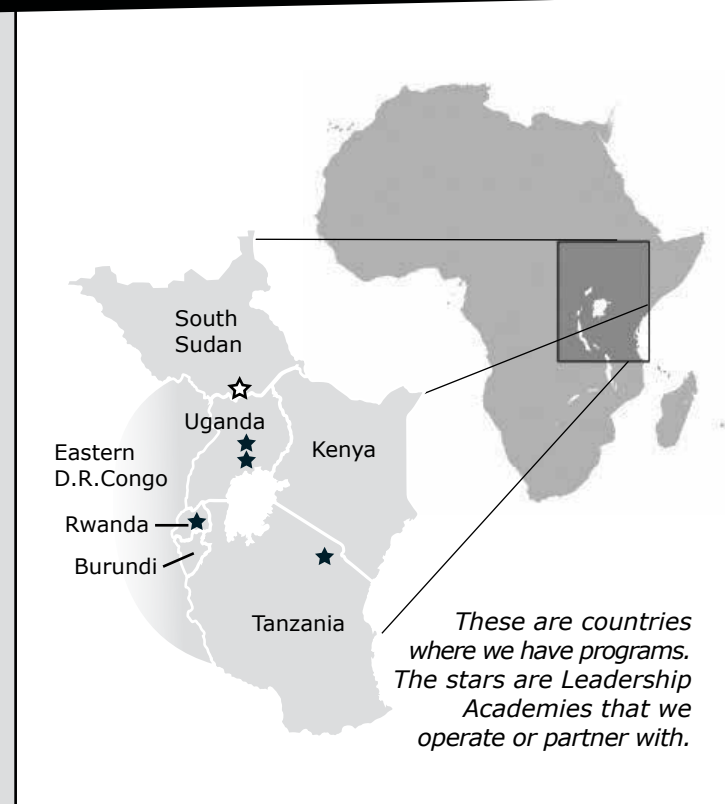 South
Sudan
Uganda
Eastern
D.R.Congo
Kenya
Rwanda
Burundi
Tanzania
These are countries
where we have programs.
The stars are Leadership
Academies that we
operate or partner with.